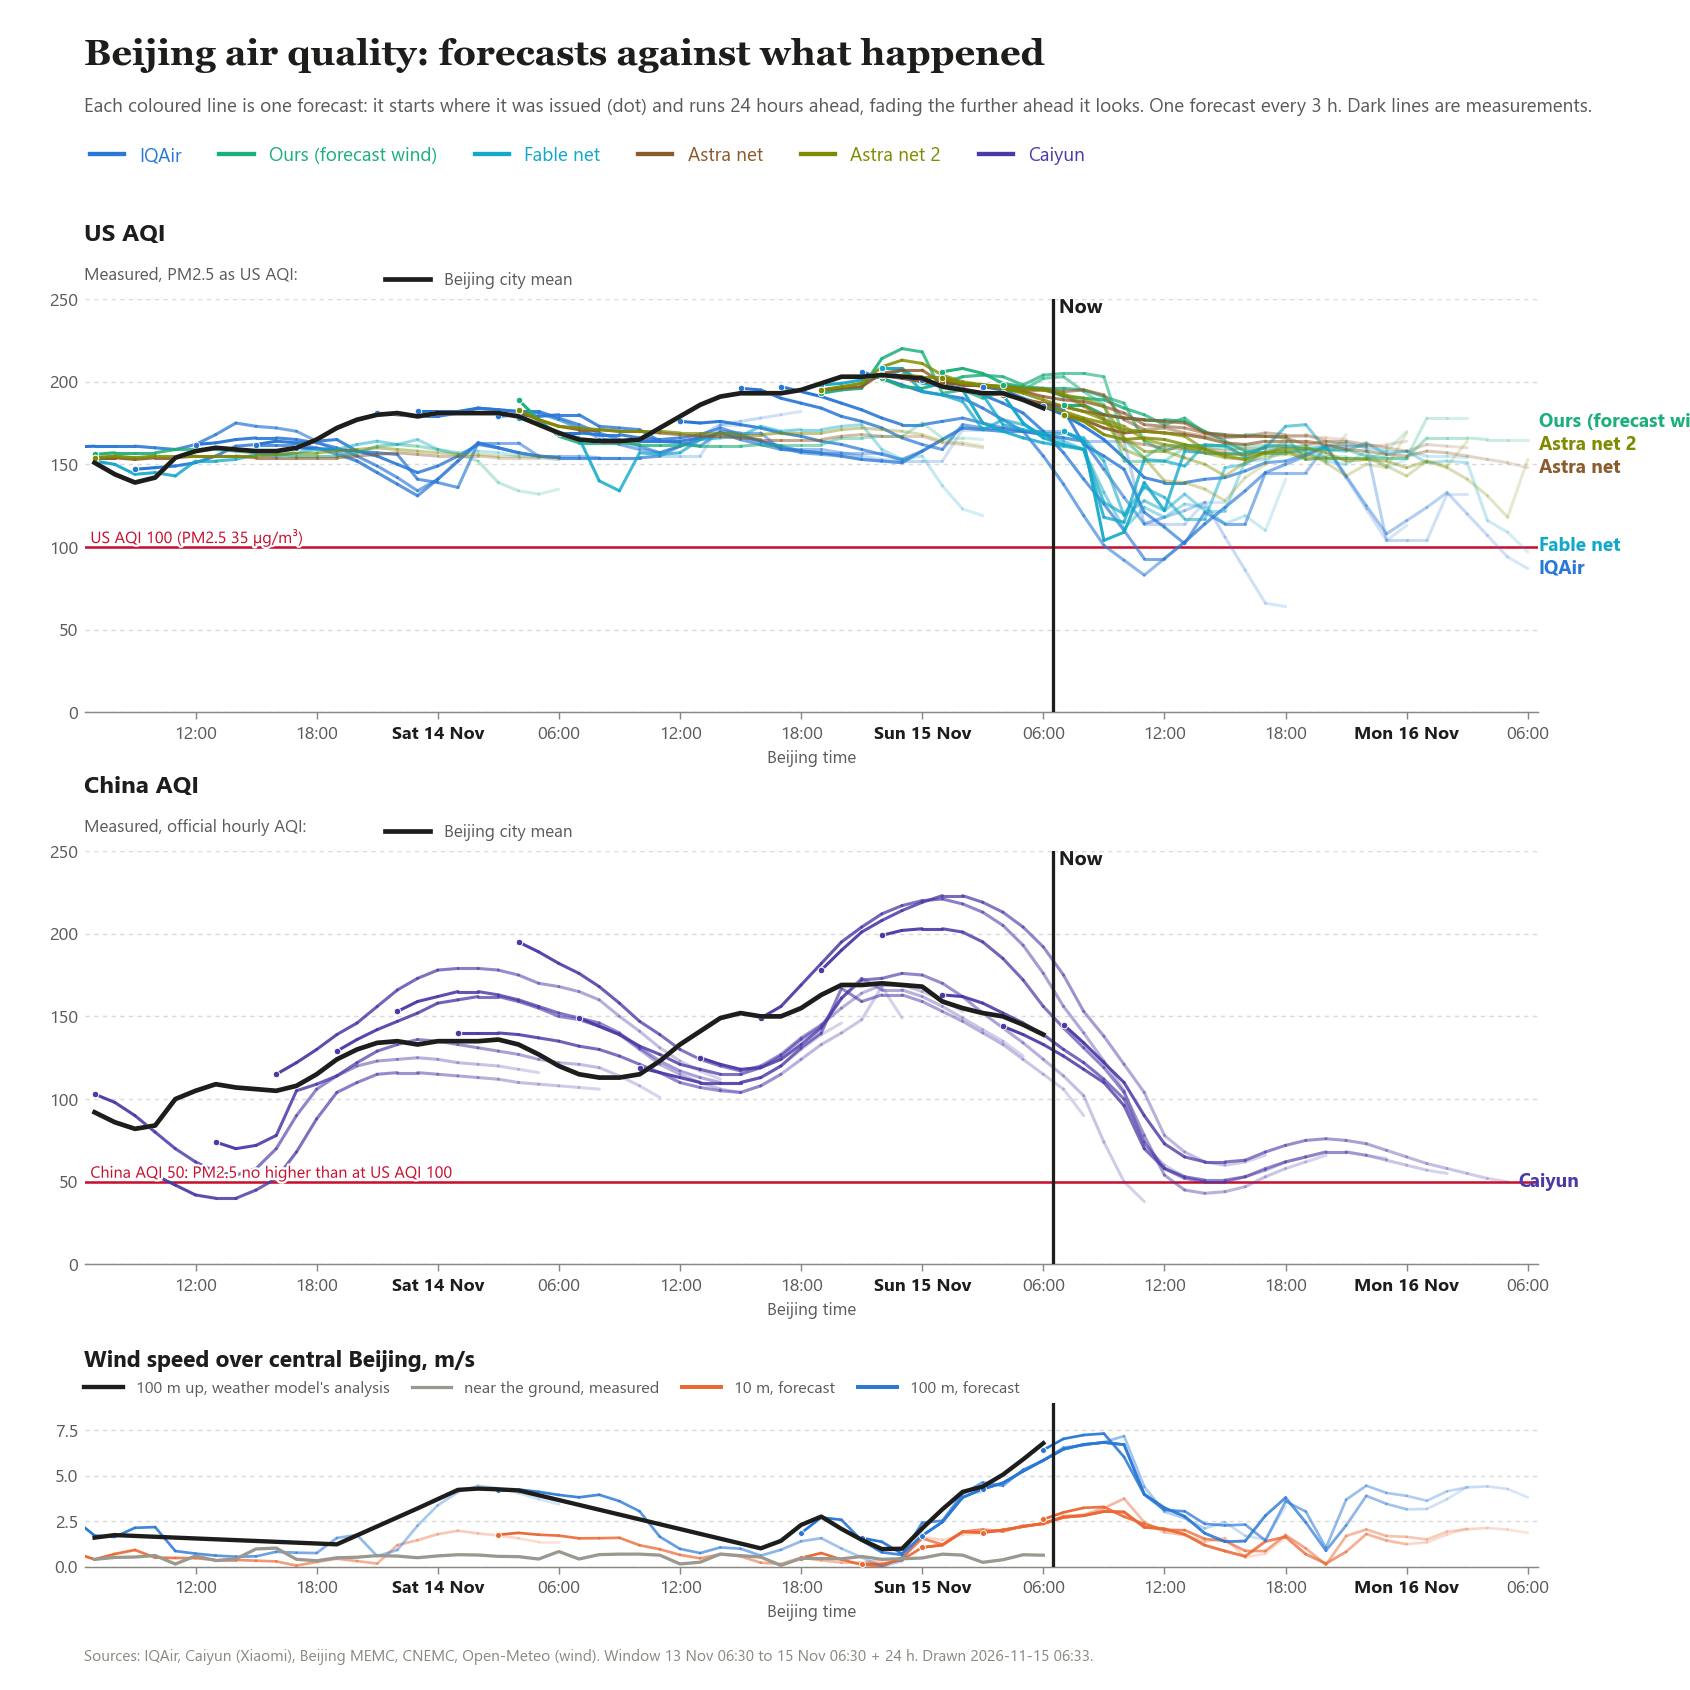 Beijing air quality: forecasts against what happened
Each coloured line is one forecast: it starts where it was issued (dot) and runs 24 hours ahead, fading the further ahead it looks. One forecast every 3 h. Dark lines are measurements.
IQAir Ours (forecast wind) Fable net Astra net Astra net 2 Caiyun
US AQI
Measured, PM2.5 as US AQI: Beijing city mean
250
Now
200
Ours (forecast wi
Astra net 2
150
Astra net
US AQI 100 (PM2.5 35 µg/m³)
100
Fable net
IQAir
50
0
12:00 18:00 Sat 14 Nov 06:00 12:00 18:00 Sun 15 Nov 06:00 12:00 18:00 Mon 16 Nov 06:00
Beijing time
China AQI
Measured, official hourly AQI: Beijing city mean
250
Now
200
150
100
China AQI 50: PM2.5 no higher than at US AQI 100
50
Caiyun
0
12:00 18:00 Sat 14 Nov 06:00 12:00 18:00 Sun 15 Nov 06:00 12:00 18:00 Mon 16 Nov 06:00
Beijing time
Wind speed over central Beijing, m/s
100 m up, weather model's analysis near the ground, measured 10 m, forecast 100 m, forecast
7.5
5.0
2.5
0.0
12:00 18:00 Sat 14 Nov 06:00 12:00 18:00 Sun 15 Nov 06:00 12:00 18:00 Mon 16 Nov 06:00
Beijing time
Sources: IQAir, Caiyun (Xiaomi), Beijing MEMC, CNEMC, Open-Meteo (wind). Window 13 Nov 06:30 to 15 Nov 06:30 + 24 h. Drawn 2026-11-15 06:33.